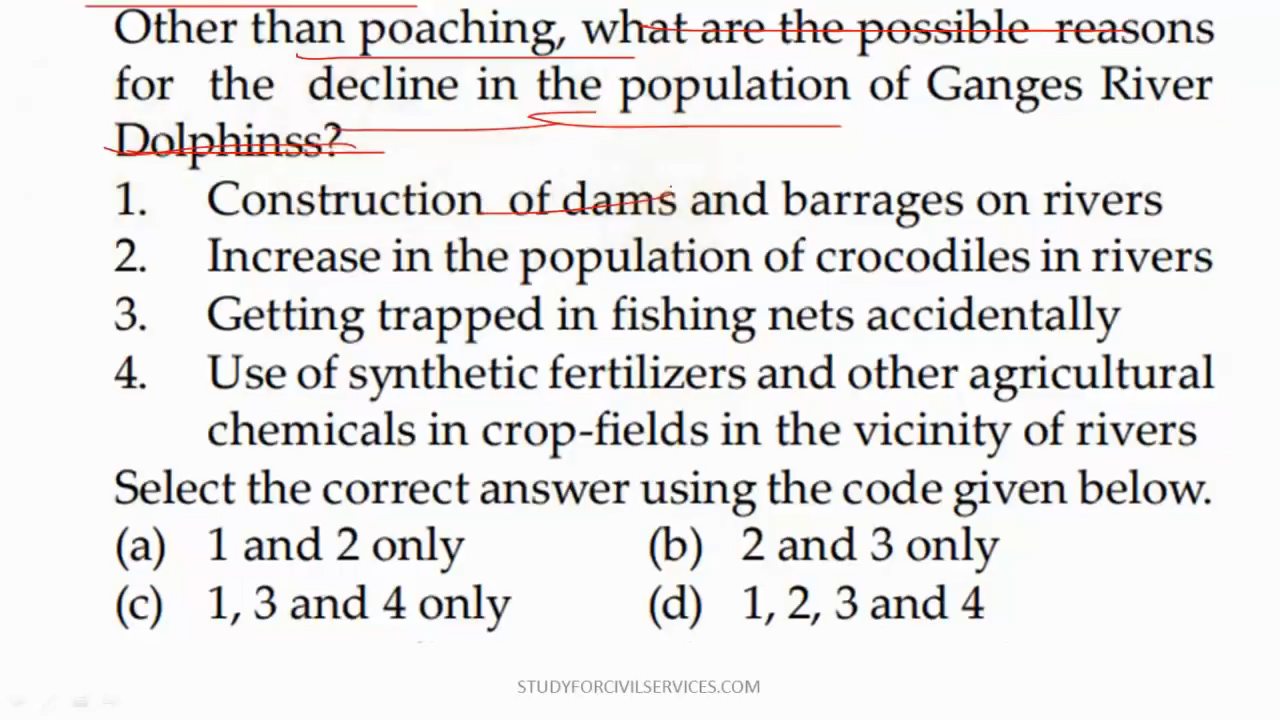 Other than poaching, what are the possible reasons
for the decline in the population of Ganges River
Dolphinss?
1. Construction of dams and barrages on rivers
2. Increase in the population of crocodiles in rivers
3. Getting trapped in fishing nets accidentally
4. Use of synthetic fertilizers and other agricultural
chemicals in crop-fields in the vicinity of rivers
Select the correct answer using the code given below.
(a) 1 and 2 only (b) 2 and 3 only
(c) 1, 3 and 4 only (d) 1, 2, 3 and 4
STUDYFORCIVILSERVICES.COM